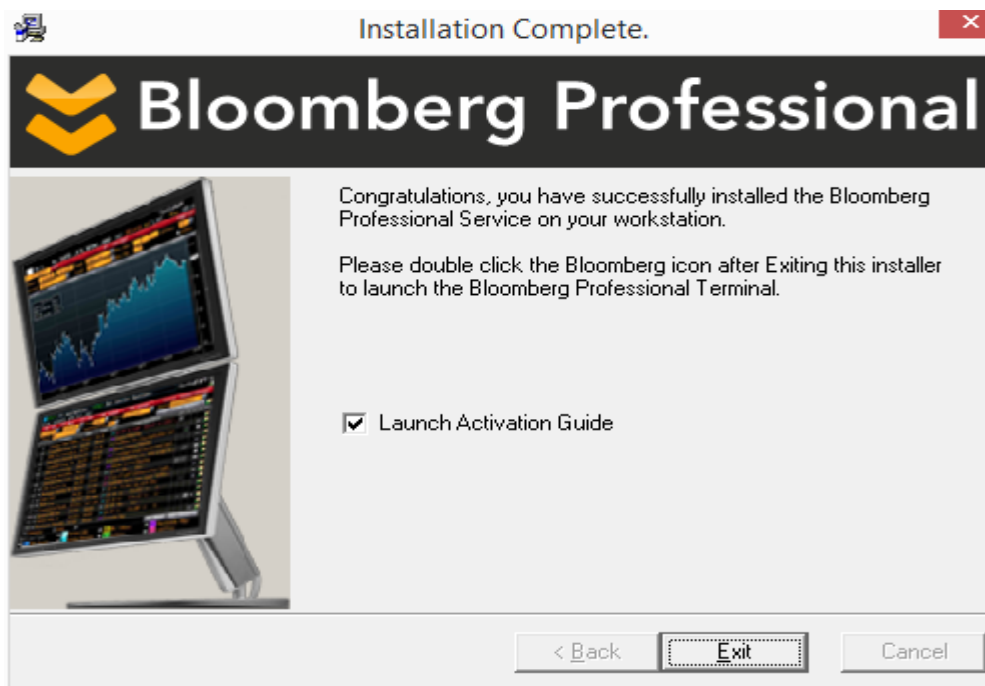 Installation Complete.
Bloomberg Professional
Congratulations, you have successfully installed the Bloomberg
Professional Service on your workstation.
Please double click the Bloomberg icon after Exiting this installer
to launch the Bloomberg Professional Terminal.
Launch Activation Guide
< Back
Exit
Cancel